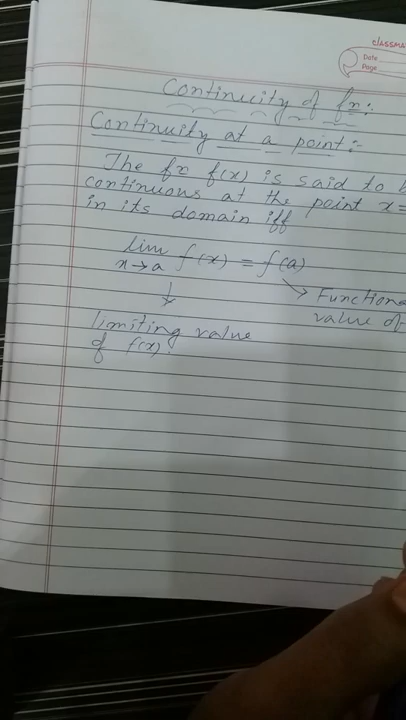 classma
Date
Page
Continuity of fx:
Continuity at a point:-
The fx f(x) is said to b
continuous at the point x=
in its domain iff
lim f(x) = f(a)
x→a
→ Functiona
value of
↓
limiting value
of f(x).